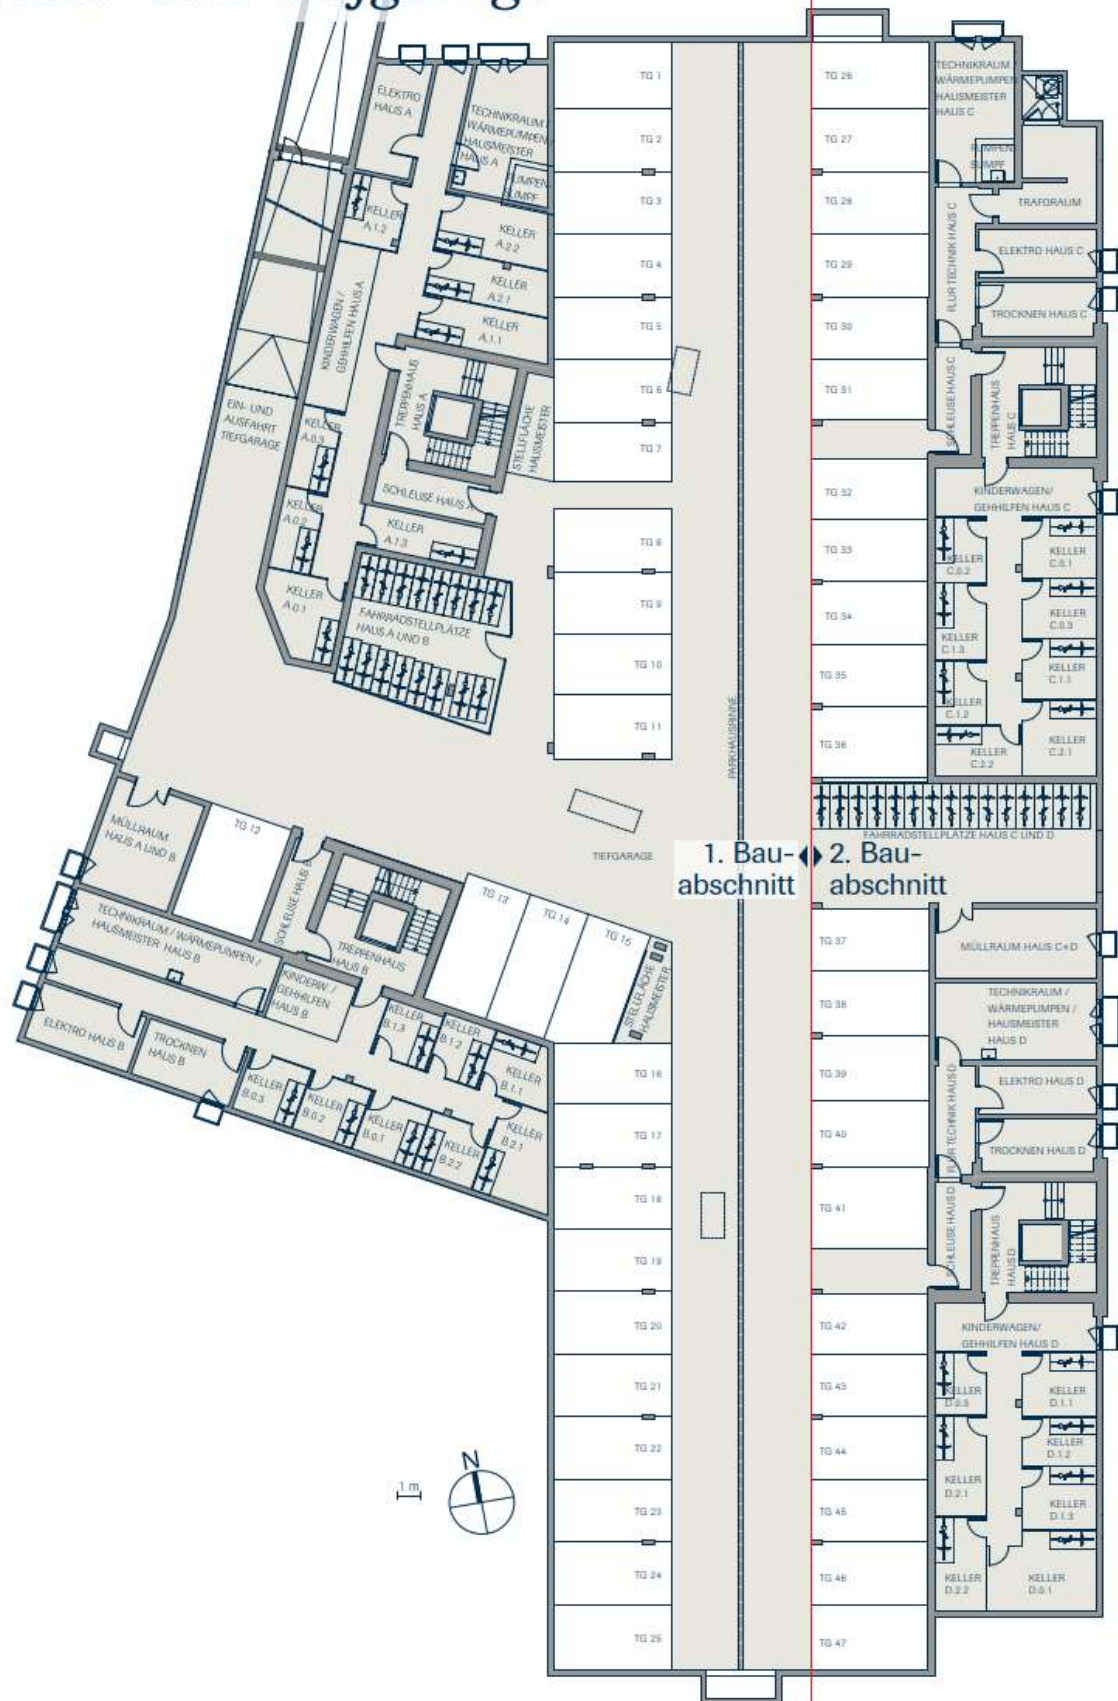 TECHNIKRAUM
WÄRMEPUMPEN
HAUSMEISTER
HAUS C
ELEKTRO
HAUS A
TECHNIKRAUM /
WÄRMEPUMPEN
HAUSMEISTER
HAUS A
PUMPEN
SUMPF
TG 1
TG 2
TG 3
TG 4
TG 5
TG 6
TG 7
TG 26
TG 27
TG 28
TG 29
TG 30
TG 31
PUMPEN
SUMPF
TRAFORAUM
FLUR TECHNIK HAUS C
ELEKTRO HAUS C
TROCKNEN HAUS C
KELLER
A.1.2
KELLER
A.2.2
KELLER
A.2.1
KELLER
A.1.1
KINDERWAGEN /
GEHHILFEN HAUS A
TREPPENHAUS
HAUS A
STELLFLÄCHE
HAUSMEISTER
EIN- UND
AUSFAHRT
TIEFGARAGE
KELLER
A.0.3
SCHLEUSE HAUS A
KELLER
A.0.2
KELLER
A.1.3
KELLER
A.0.1
FAHRRADSTELLPLÄTZE
HAUS A UND B
SCHLEUSE HAUS C
TREPPENHAUS
HAUS C
KINDERWAGEN/
GEHHILFEN HAUS C
TG 8
TG 9
TG 10
TG 11
TG 32
TG 33
TG 34
TG 35
TG 36
KELLER
C.0.2
KELLER
C.0.1
KELLER
C.0.3
KELLER
C.1.3
KELLER
C.1.1
KELLER
C.1.2
KELLER
C.2.1
KELLER
C.2.2
PARKHAUSRINNE
FAHRRADSTELLPLÄTZE HAUS C UND D
TIEFGARAGE
1. Bau-
abschnitt
2. Bau-
abschnitt
MÜLLRAUM
HAUS A UND B
TG 12
SCHLEUSE HAUS B
TREPPENHAUS
HAUS B
TG 13
TG 14
TG 15
STELLFLÄCHE
HAUSMEISTER
TECHNIKRAUM / WÄRMEPUMPEN /
HAUSMEISTER HAUS B
KINDERW. /
GEHHILFEN
HAUS B
ELEKTRO HAUS B
TROCKNEN
HAUS B
KELLER
B.1.3
KELLER
B.1.2
KELLER
B.1.1
KELLER
B.0.3
KELLER
B.0.2
KELLER
B.0.1
KELLER
B.2.2
KELLER
B.2.1
TG 37
TG 38
TG 39
TG 40
TG 41
MÜLLRAUM HAUS C+D
TECHNIKRAUM /
WÄRMEPUMPEN /
HAUSMEISTER
HAUS D
ELEKTRO HAUS D
FLUR TECHNIK HAUS D
TROCKNEN HAUS D
SCHLEUSE HAUS D
TREPPENHAUS
HAUS D
TG 16
TG 17
TG 18
TG 19
TG 20
TG 21
TG 22
TG 23
TG 24
TG 25
TG 42
TG 43
TG 44
TG 45
TG 46
TG 47
KINDERWAGEN/
GEHHILFEN HAUS D
KELLER
D.0.3
KELLER
D.1.1
KELLER
D.1.2
KELLER
D.2.1
KELLER
D.1.3
KELLER
D.2.2
KELLER
D.0.1
1 m
N